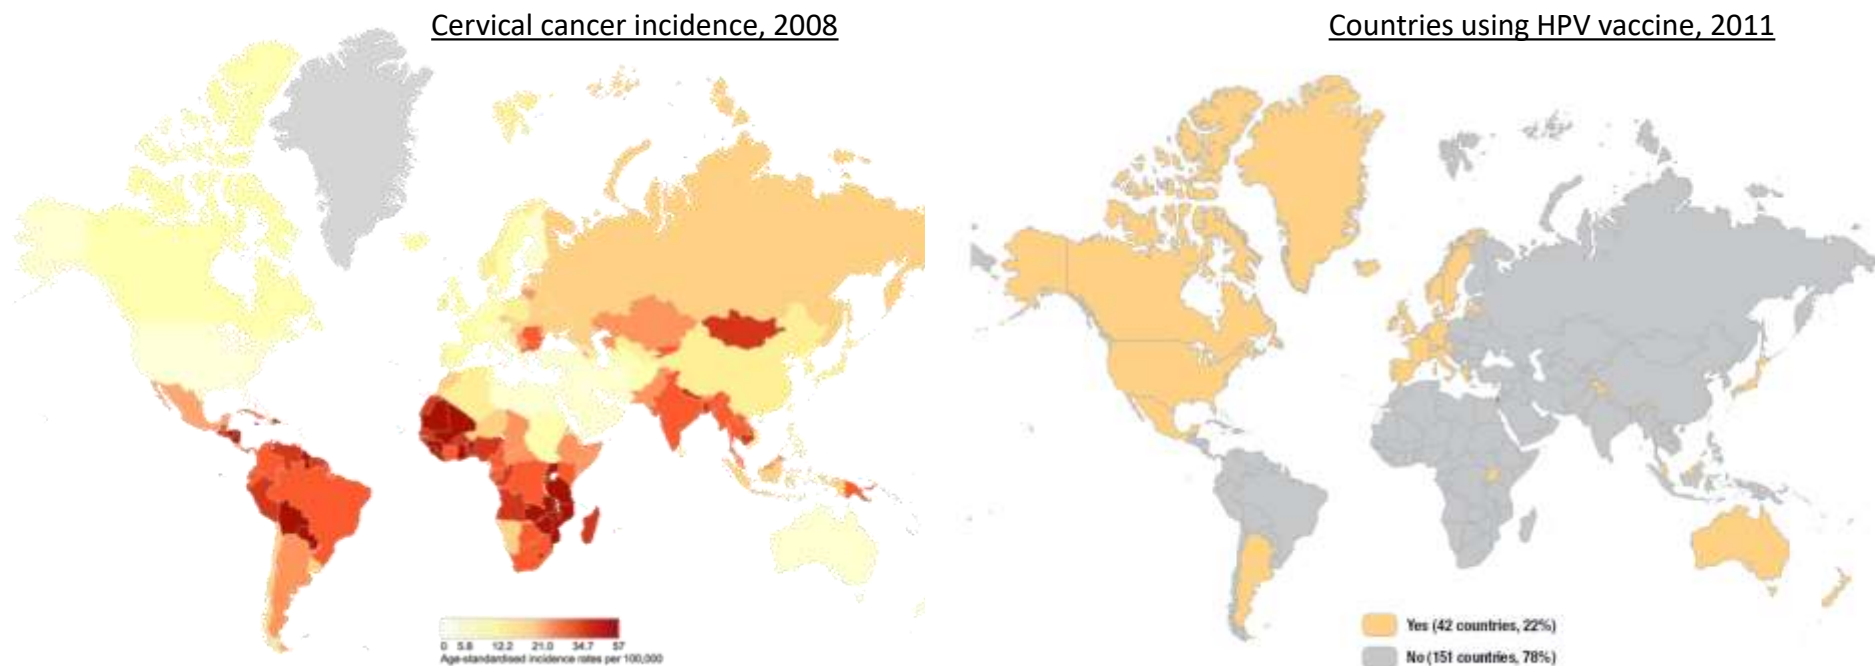 Cervical cancer incidence, 2008
0 5.8 12.2 21.0 34.7 57
Age-standardised incidence rates per 100,000
Countries using HPV vaccine, 2011
Yes (42 countries, 22%)
No (151 countries, 78%)